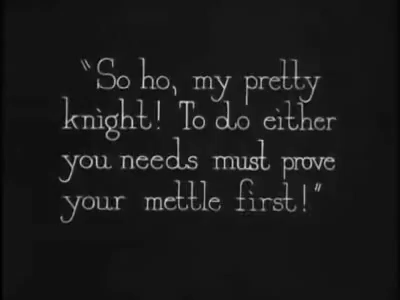 "So ho, my pretty
knight! To do either
you needs must prove
your mettle first!"